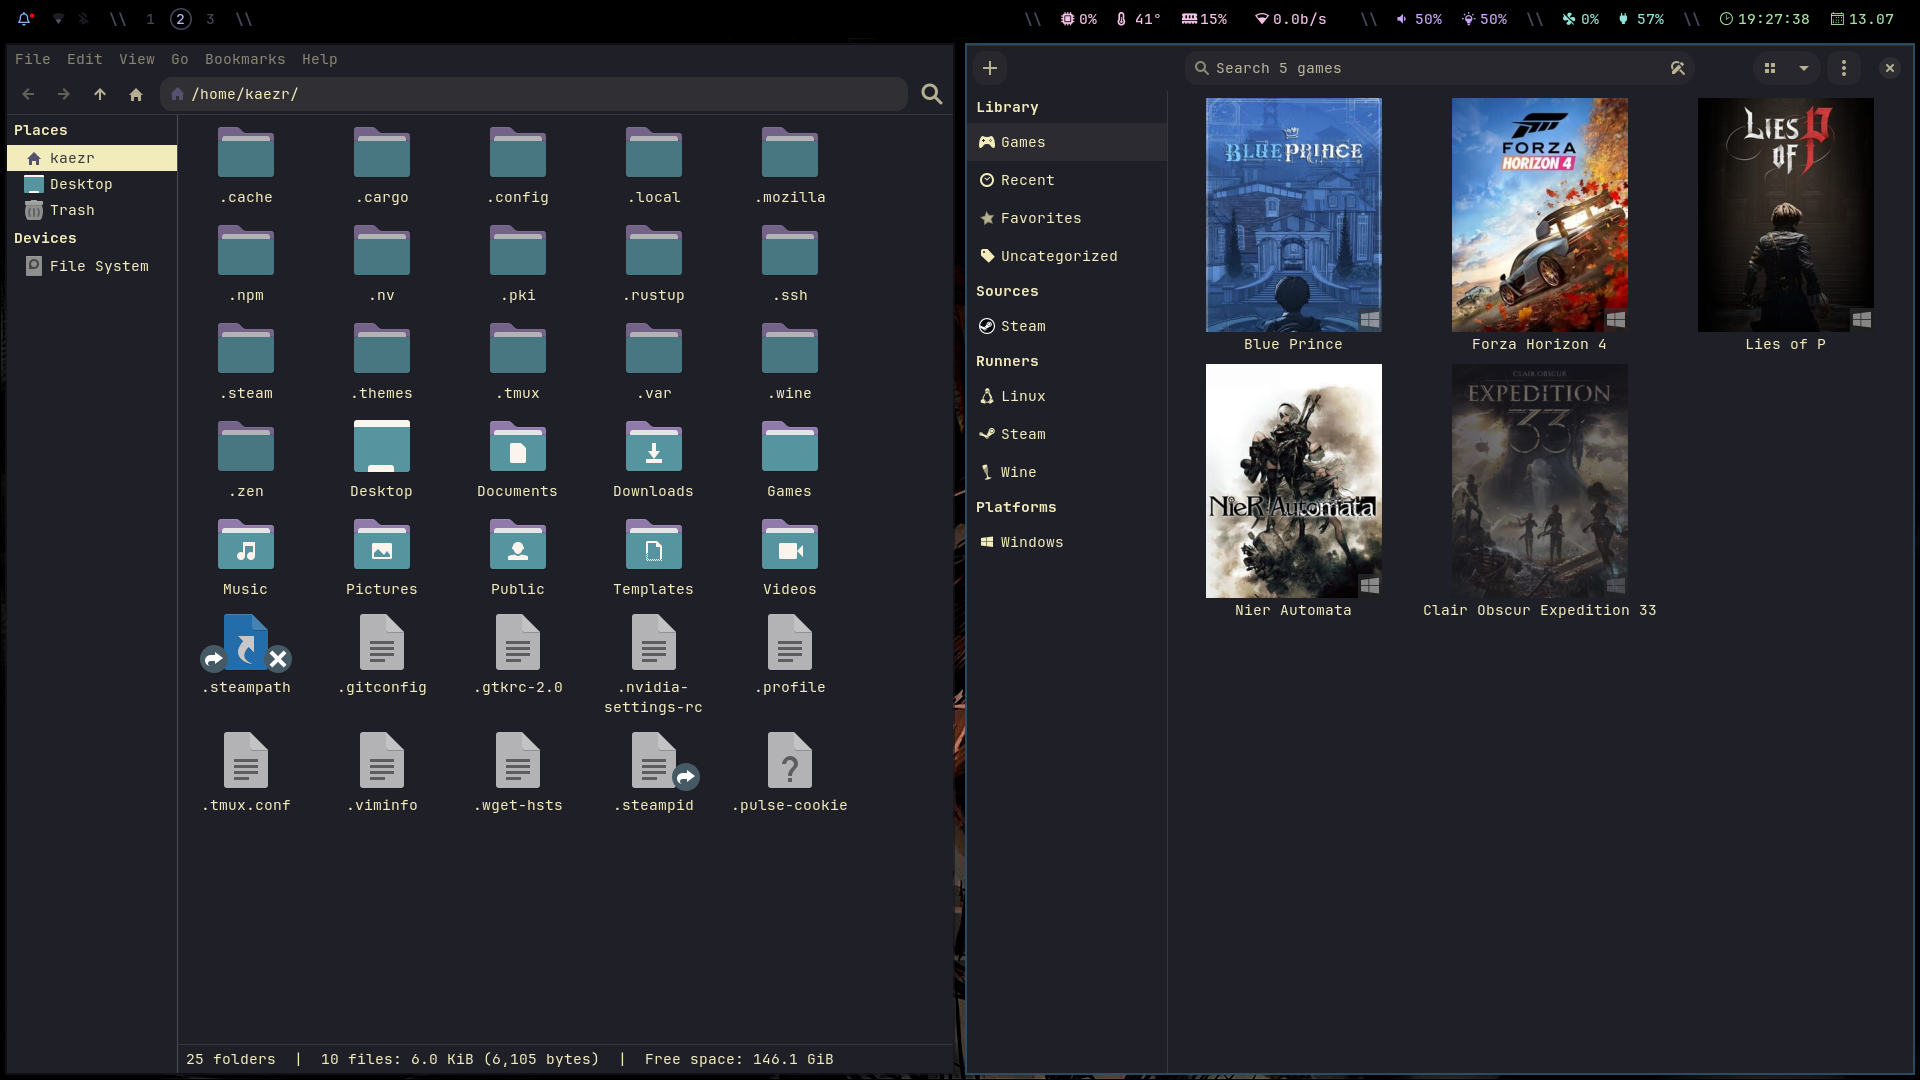 1 2 3
0% 41° 15% 0.0b/s 50% 50% 0% 57% 19:27:38 13.07
File Edit View Go Bookmarks Help
/home/kaezr/
Places
kaezr
Desktop
Trash
Devices
File System
.cache .cargo .config .local .mozilla
.npm .nv .pki .rustup .ssh
.steam .themes .tmux .var .wine
.zen Desktop Documents Downloads Games
Music Pictures Public Templates Videos
.steampath .gitconfig .gtkrc-2.0 .nvidia-settings-rc .profile
.tmux.conf .viminfo .wget-hsts .steampid .pulse-cookie
25 folders | 10 files: 6.0 KiB (6,105 bytes) | Free space: 146.1 GiB
Search 5 games
Library
Games
Recent
Favorites
Uncategorized
Sources
Steam
Runners
Linux
Steam
Wine
Platforms
Windows
BLUE PRINCE
Blue Prince
FORZA
HORIZON 4
Forza Horizon 4
LIES
OF P
Lies of P
NieR:Automata
Nier Automata
CLAIR OBSCUR
EXPEDITION
33
Clair Obscur Expedition 33